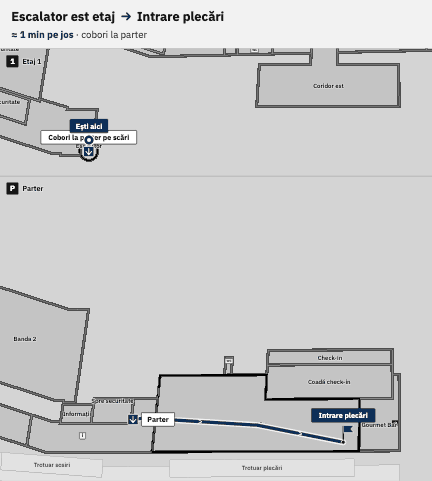 Escalator est etaj → Intrare plecări
≈ 1 min pe jos · cobori la parter
1 Etaj 1
curitate
Coridor est
Ești aici
Cobori la parter pe scări
P Parter
Banda 2
Check-in
Coadă check-in
Spre securitate
Informații
Parter
Intrare plecări
Gourmet Bar
Trotuar sosiri
Trotuar plecări